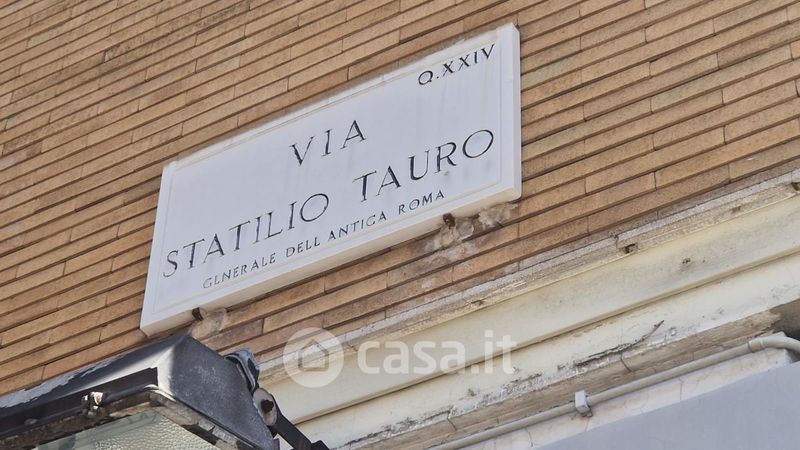 Q.XXIV
VIA
STATILIO TAURO
GENERALE DELL'ANTICA ROMA
casa.it